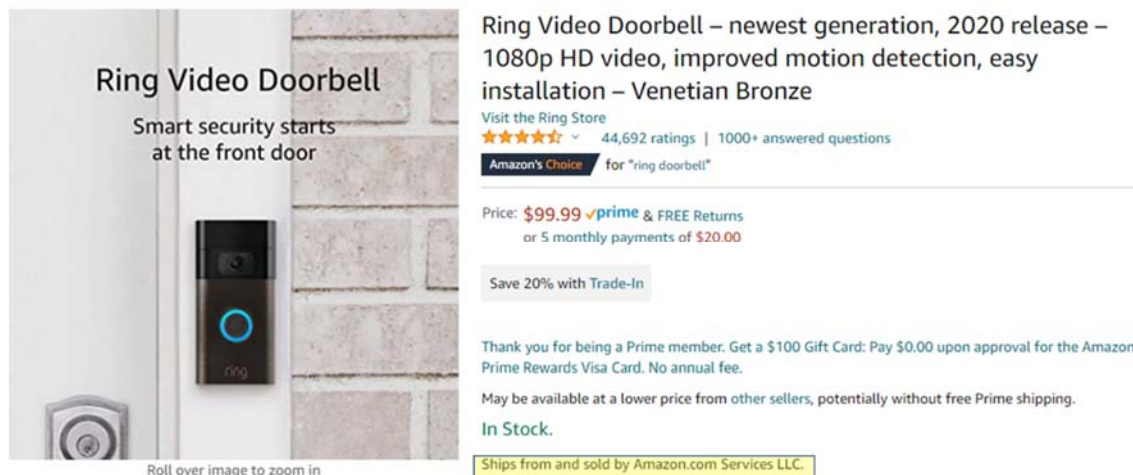 Ring Video Doorbell
Smart security starts
at the front door
ring
Roll over image to zoom in
Ring Video Doorbell – newest generation, 2020 release –
1080p HD video, improved motion detection, easy
installation – Venetian Bronze
Visit the Ring Store
44,692 ratings | 1000+ answered questions
Amazon's Choice for "ring doorbell"
Price: $99.99 prime & FREE Returns
or 5 monthly payments of $20.00
Save 20% with Trade-In
Thank you for being a Prime member. Get a $100 Gift Card: Pay $0.00 upon approval for the Amazon
Prime Rewards Visa Card. No annual fee.
May be available at a lower price from other sellers, potentially without free Prime shipping.
In Stock.
Ships from and sold by Amazon.com Services LLC.